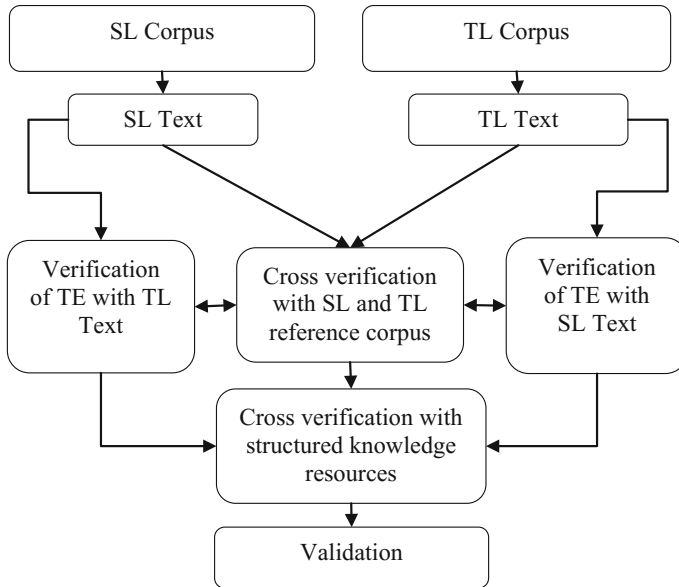 SL Corpus
TL Corpus
SL Text
TL Text
Verification
of TE with TL
Text
Cross verification
with SL and TL
reference corpus
Verification
of TE with
SL Text
Cross verification with
structured knowledge
resources
Validation